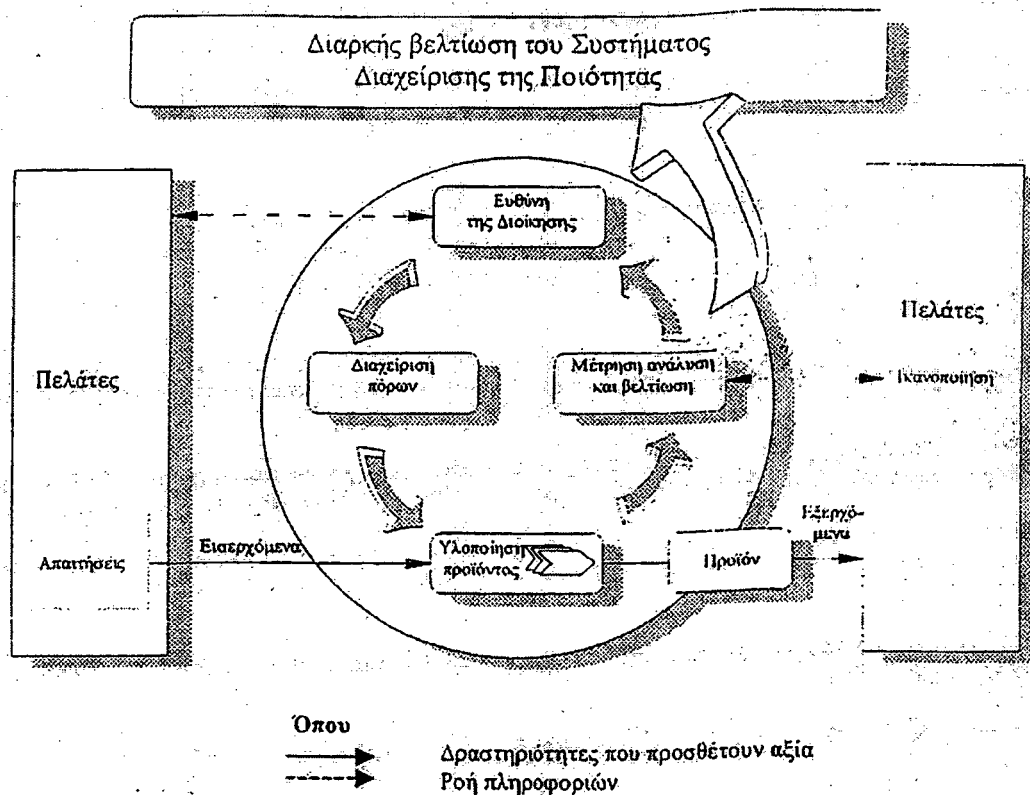 Διαρκής βελτίωση του Συστήματος
Διαχείρισης της Ποιότητας
Ευθύνη
της Διοίκησης
Πελάτες
Πελάτες
Διαχείριση
πόρων
Μέτρηση ανάλυση
και βελτίωση
Ικανοποίηση
Απαιτήσεις
Εισερχόμενα
Υλοποίηση
προϊόντος
Προϊόν
Εξερχό-
μενα
Όπου
Δραστηριότητες που προσθέτουν αξία
Ροή πληροφοριών